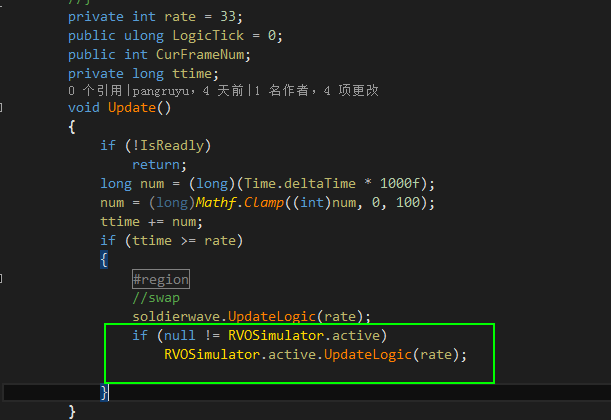 private int rate = 33;
public ulong LogicTick = 0;
public int CurFrameNum;
private long ttime;
0 个引用|pangruyu，4 天前|1 名作者，4 项更改
void Update()
{
if (!IsReadly)
return;
long num = (long)(Time.deltaTime * 1000f);
num = (long)Mathf.Clamp((int)num, 0, 100);
ttime += num;
if (ttime >= rate)
{
#region
//swap
soldierwave.UpdateLogic(rate);
if (null != RVOSimulator.active)
RVOSimulator.active.UpdateLogic(rate);
}
}